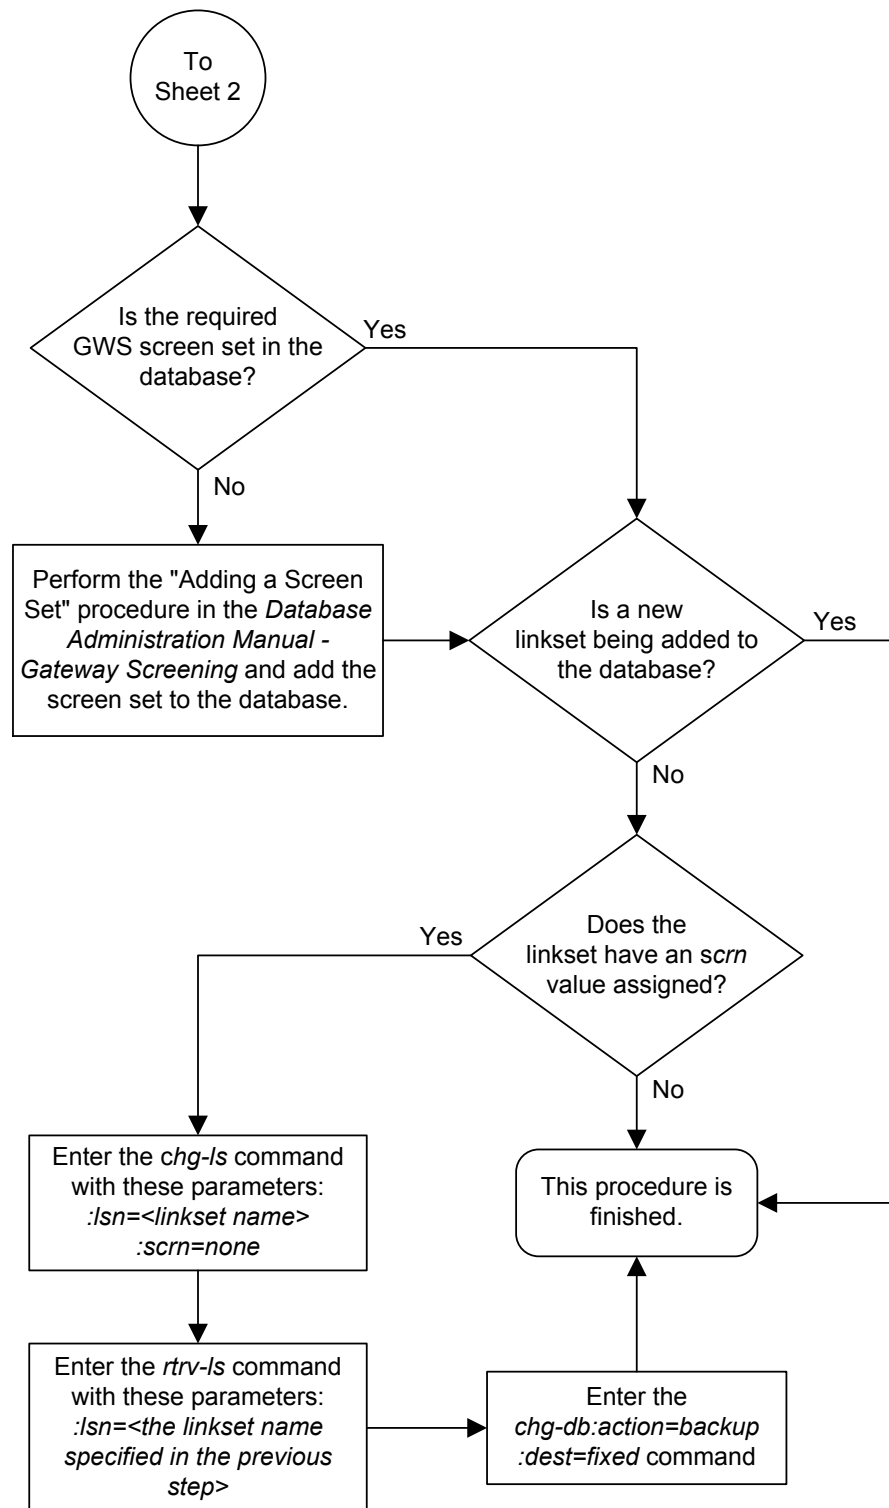 To
Sheet 2
Is the required
GWS screen set in the
database?
Yes
No
Perform the "Adding a Screen
Set" procedure in the Database
Administration Manual -
Gateway Screening and add the
screen set to the database.
Is a new
linkset being added to
the database?
Yes
No
Does the
linkset have an scrn
value assigned?
Yes
No
Enter the chg-ls command
with these parameters:
:lsn=<linkset name>
:scrn=none
This procedure is
finished.
Enter the rtrv-ls command
with these parameters:
:lsn=<the linkset name
specified in the previous
step>
Enter the
chg-db:action=backup
:dest=fixed command